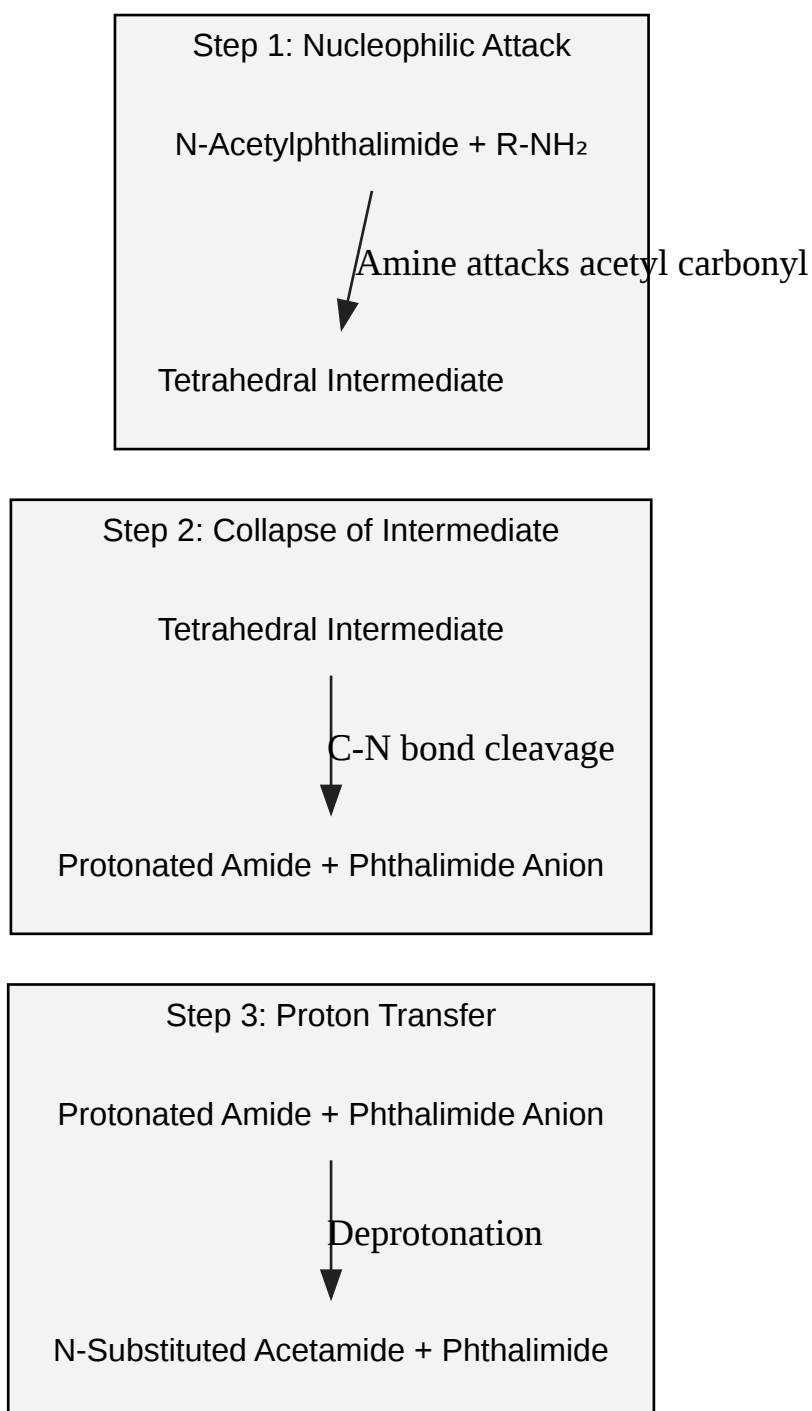 Step 1: Nucleophilic Attack
N-Acetylphthalimide + R-NH₂
Amine attacks acetyl carbonyl
Tetrahedral Intermediate
Step 2: Collapse of Intermediate
Tetrahedral Intermediate
C-N bond cleavage
Protonated Amide + Phthalimide Anion
Step 3: Proton Transfer
Protonated Amide + Phthalimide Anion
Deprotonation
N-Substituted Acetamide + Phthalimide